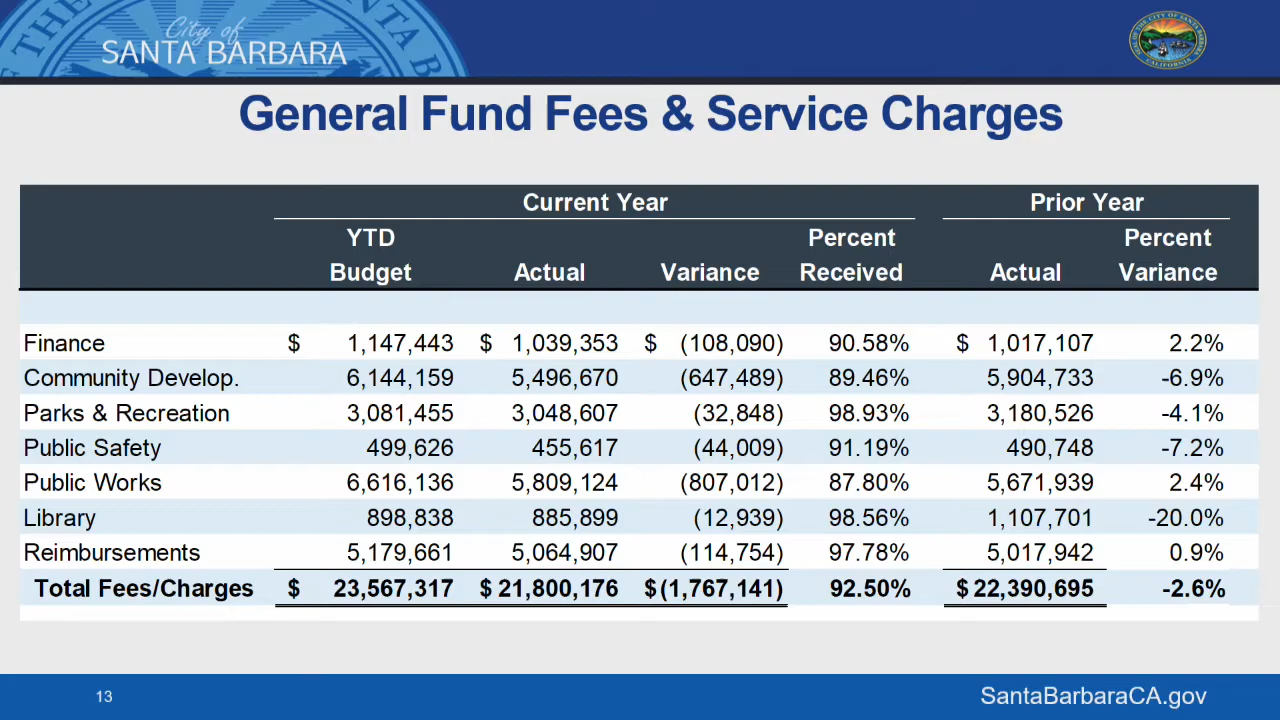 City of
SANTA BARBARA
General Fund Fees & Service Charges
Current Year Prior Year
YTD Percent Percent
Budget Actual Variance Received Actual Variance
Finance $ 1,147,443 $ 1,039,353 $ (108,090) 90.58% $ 1,017,107 2.2%
Community Develop. 6,144,159 5,496,670 (647,489) 89.46% 5,904,733 -6.9%
Parks & Recreation 3,081,455 3,048,607 (32,848) 98.93% 3,180,526 -4.1%
Public Safety 499,626 455,617 (44,009) 91.19% 490,748 -7.2%
Public Works 6,616,136 5,809,124 (807,012) 87.80% 5,671,939 2.4%
Library 898,838 885,899 (12,939) 98.56% 1,107,701 -20.0%
Reimbursements 5,179,661 5,064,907 (114,754) 97.78% 5,017,942 0.9%
Total Fees/Charges $ 23,567,317 $ 21,800,176 $(1,767,141) 92.50% $ 22,390,695 -2.6%
13
SantaBarbaraCA.gov